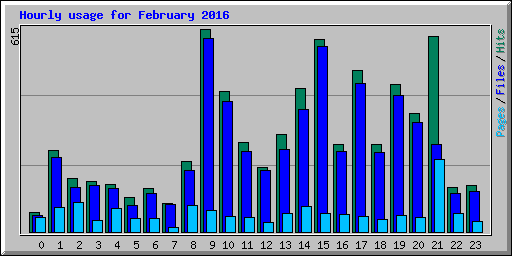 Hourly usage for February 2016
615
Pages/Files/Hits
0 1 2 3 4 5 6 7 8 9 10 11 12 13 14 15 16 17 18 19 20 21 22 23